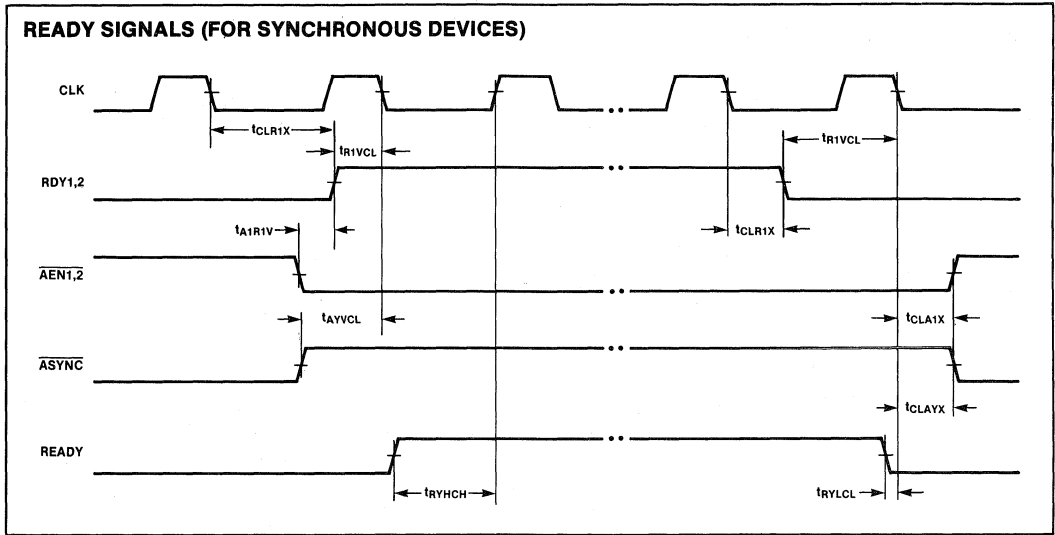 READY SIGNALS (FOR SYNCHRONOUS DEVICES)
CLK
tCLR1X
tR1VCL
tR1VCL
RDY1,2
tA1R1V
tCLR1X
AEN1,2
tAYVCL
tCLA1X
ASYNC
tCLAYX
READY
tRYHCH
tRYLCL